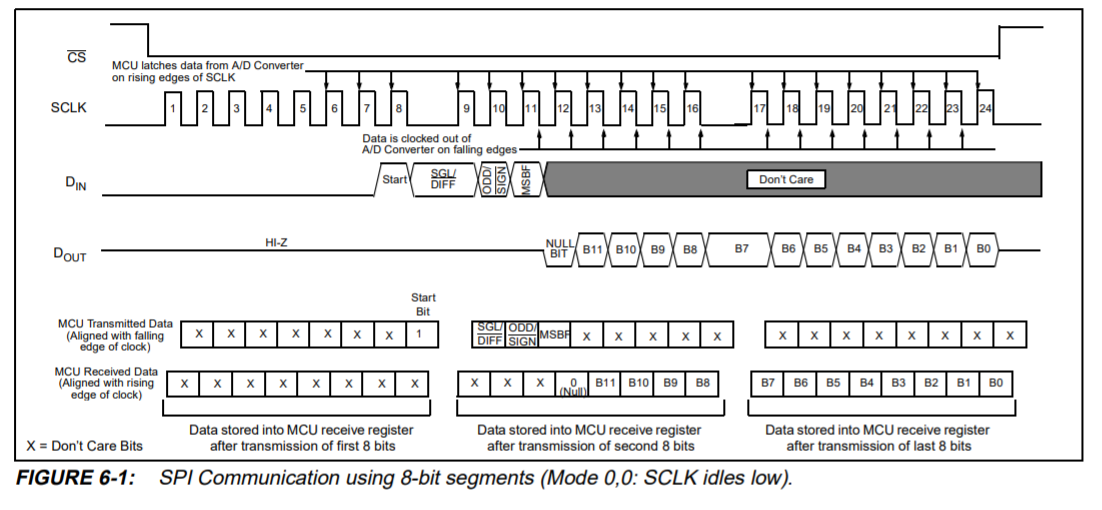 CS
MCU latches data from A/D Converter
on rising edges of SCLK
SCLK
1 2 3 4 5 6 7 8 9 10 11 12 13 14 15 16 17 18 19 20 21 22 23 24
Data is clocked out of
A/D Converter on falling edges
DIN
Start SGL/DIFF ODD/SIGN MSBF Don't Care
HI-Z
DOUT
NULL BIT B11 B10 B9 B8 B7 B6 B5 B4 B3 B2 B1 B0
Start
Bit
MCU Transmitted Data
(Aligned with falling
edge of clock)
X X X X X X X 1 SGL/DIFF ODD/SIGN MSBF X X X X X X X X X X X X X
MCU Received Data
(Aligned with rising
edge of clock)
X X X X X X X X X X X 0 (Null) B11 B10 B9 B8 B7 B6 B5 B4 B3 B2 B1 B0
X = Don't Care Bits
Data stored into MCU receive register
after transmission of first 8 bits
Data stored into MCU receive register
after transmission of second 8 bits
Data stored into MCU receive register
after transmission of last 8 bits
FIGURE 6-1: SPI Communication using 8-bit segments (Mode 0,0: SCLK idles low).